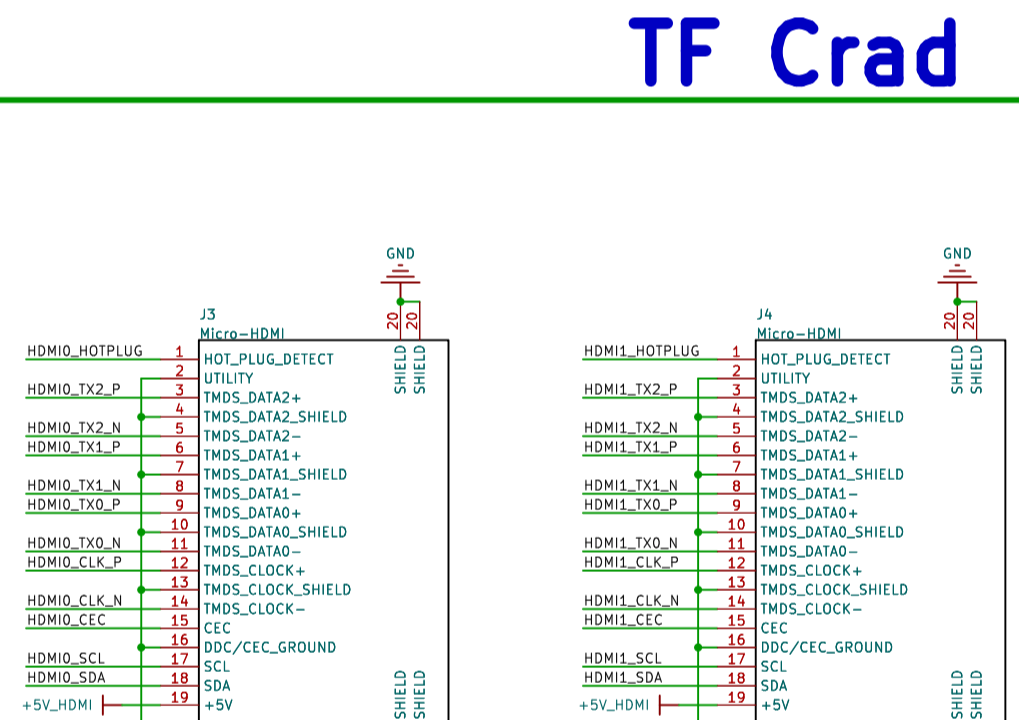 TF Crad
GND
20 20
J3
Micro-HDMI
SHIELD SHIELD
HDMI0_HOTPLUG 1 HOT_PLUG_DETECT
2 UTILITY
HDMI0_TX2_P 3 TMDS_DATA2+
4 TMDS_DATA2_SHIELD
HDMI0_TX2_N 5 TMDS_DATA2-
HDMI0_TX1_P 6 TMDS_DATA1+
7 TMDS_DATA1_SHIELD
HDMI0_TX1_N 8 TMDS_DATA1-
HDMI0_TX0_P 9 TMDS_DATA0+
10 TMDS_DATA0_SHIELD
HDMI0_TX0_N 11 TMDS_DATA0-
HDMI0_CLK_P 12 TMDS_CLOCK+
13 TMDS_CLOCK_SHIELD
HDMI0_CLK_N 14 TMDS_CLOCK-
HDMI0_CEC 15 CEC
16 DDC/CEC_GROUND
HDMI0_SCL 17 SCL
HDMI0_SDA 18 SDA
+5V_HDMI 19 +5V
SHIELD SHIELD
GND
20 20
J4
Micro-HDMI
SHIELD SHIELD
HDMI1_HOTPLUG 1 HOT_PLUG_DETECT
2 UTILITY
HDMI1_TX2_P 3 TMDS_DATA2+
4 TMDS_DATA2_SHIELD
HDMI1_TX2_N 5 TMDS_DATA2-
HDMI1_TX1_P 6 TMDS_DATA1+
7 TMDS_DATA1_SHIELD
HDMI1_TX1_N 8 TMDS_DATA1-
HDMI1_TX0_P 9 TMDS_DATA0+
10 TMDS_DATA0_SHIELD
HDMI1_TX0_N 11 TMDS_DATA0-
HDMI1_CLK_P 12 TMDS_CLOCK+
13 TMDS_CLOCK_SHIELD
HDMI1_CLK_N 14 TMDS_CLOCK-
HDMI1_CEC 15 CEC
16 DDC/CEC_GROUND
HDMI1_SCL 17 SCL
HDMI1_SDA 18 SDA
+5V_HDMI 19 +5V
SHIELD SHIELD